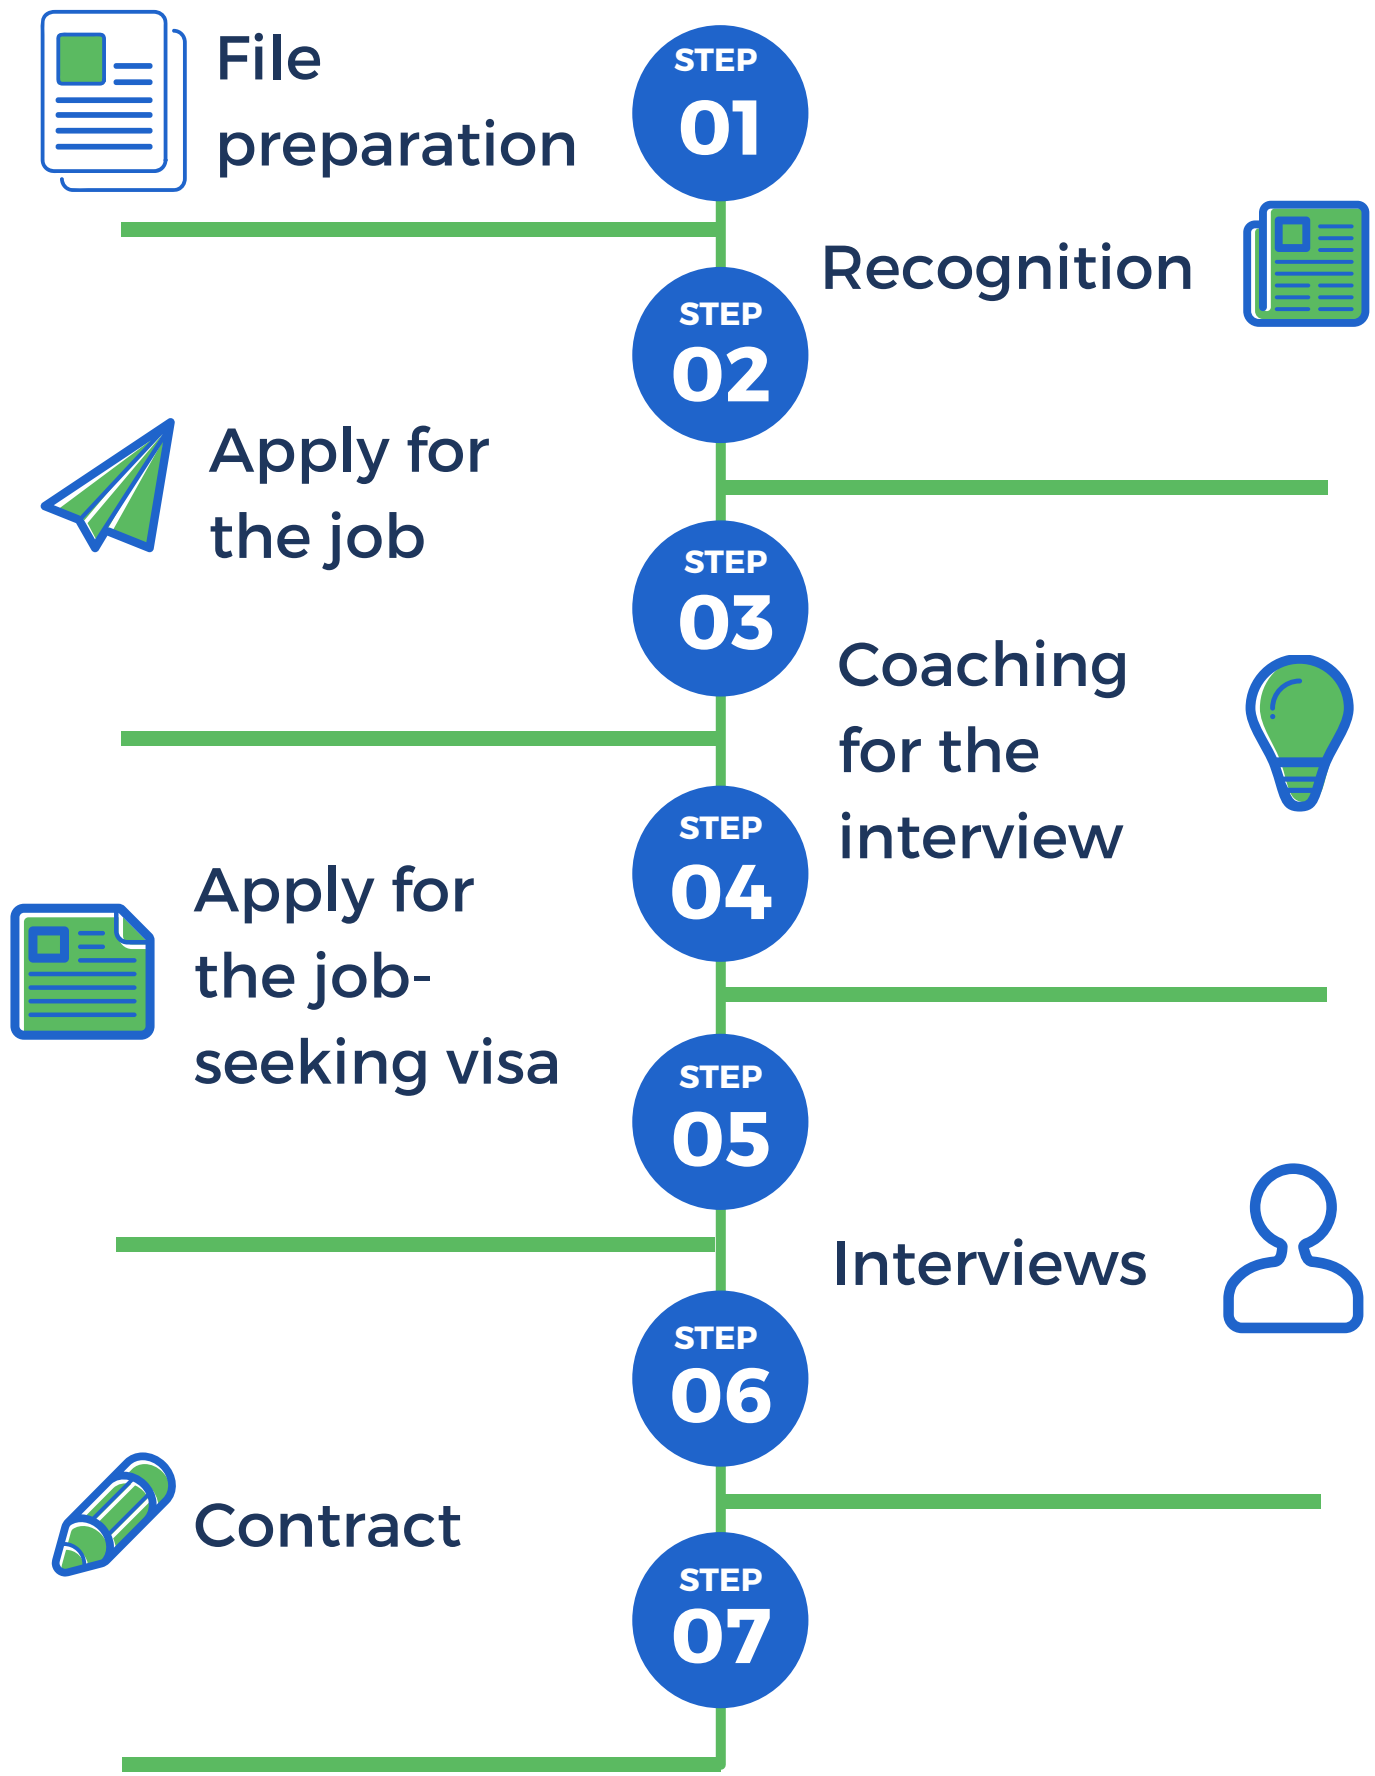 File
preparation
STEP
01
Recognition
STEP
02
Apply for
the job
STEP
03
Coaching
for the
interview
STEP
04
Apply for
the job-
seeking visa
STEP
05
Interviews
STEP
06
Contract
STEP
07